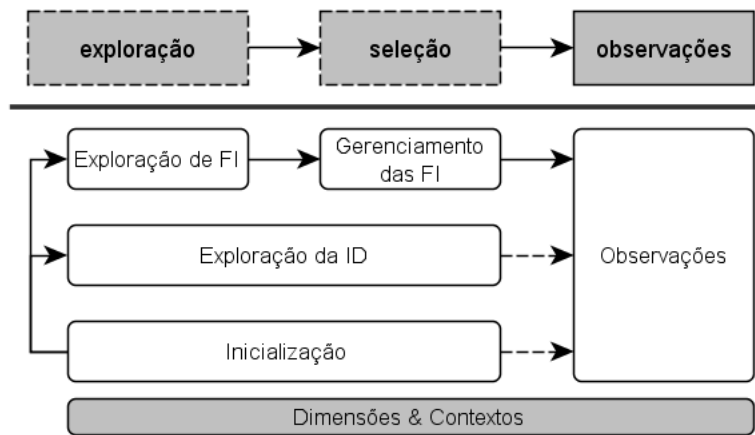 exploração
seleção
observações
Exploração de FI
Gerenciamento
das FI
Exploração da ID
Observações
Inicialização
Dimensões & Contextos